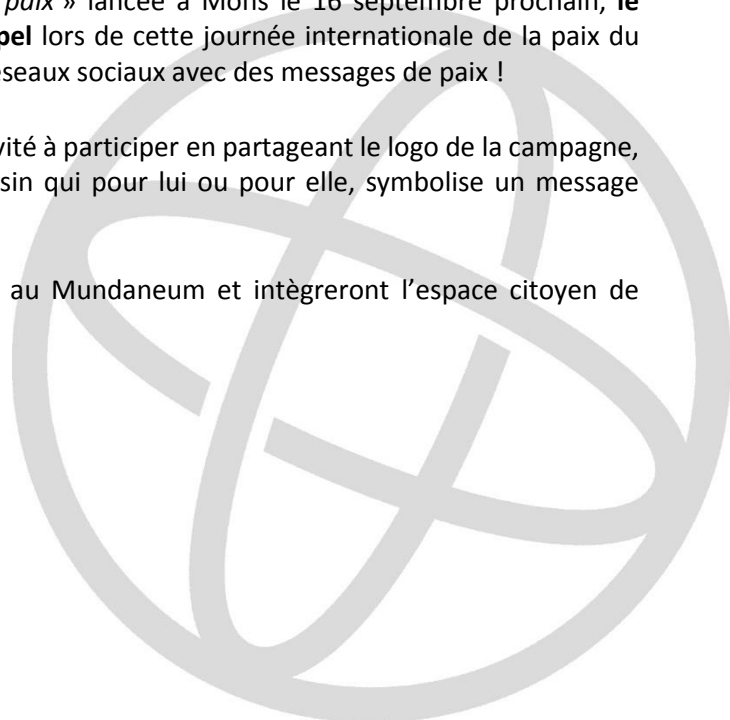 paix » lancée à Mons le 16 septembre prochain, le
pel lors de cette journée internationale de la paix du
éseaux sociaux avec des messages de paix !
vité à participer en partageant le logo de la campagne,
sin qui pour lui ou pour elle, symbolise un message
au Mundaneum et intègreront l’espace citoyen de